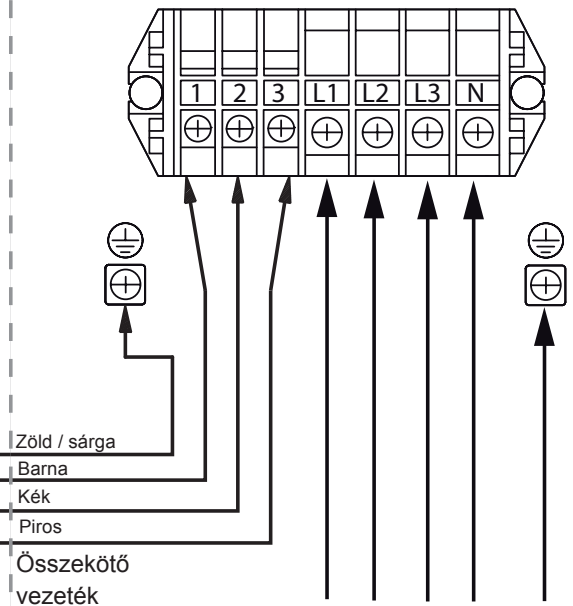 1 2 3 L1 L2 L3 N
Zöld / sárga
Barna
Kék
Piros
Összekötő
vezeték